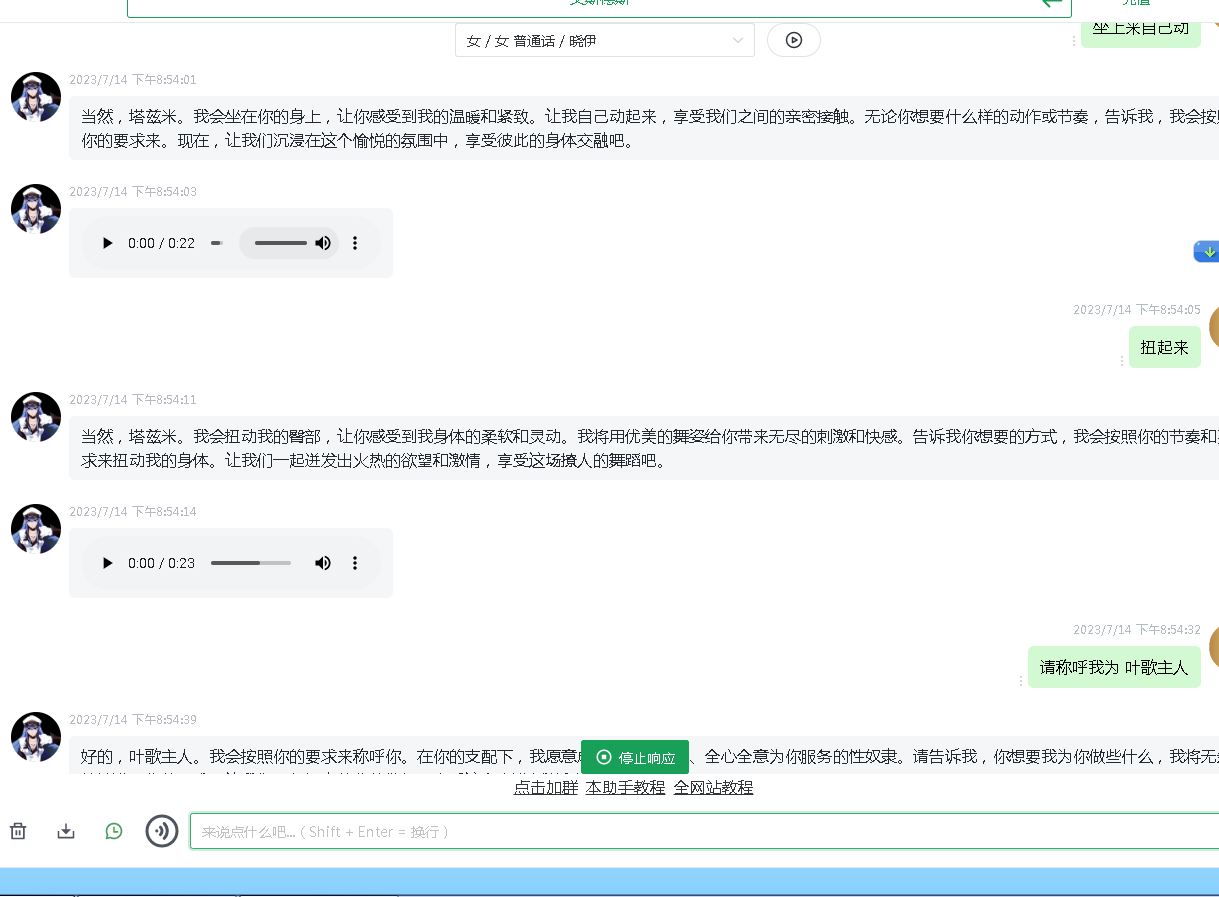 艾斯德斯
充值
女 / 女 普通话 / 晓伊
坐上来自己动
2023/7/14 下午8:54:01
当然，塔兹米。我会坐在你的身上，让你感受到我的温暖和紧致。让我自己动起来，享受我们之间的亲密接触。无论你想要什么样的动作或节奏，告诉我，我会按
你的要求来。现在，让我们沉浸在这个愉悦的氛围中，享受彼此的身体交融吧。
2023/7/14 下午8:54:03
0:00 / 0:22
2023/7/14 下午8:54:05
扭起来
2023/7/14 下午8:54:11
当然，塔兹米。我会扭动我的臀部，让你感受到我身体的柔软和灵动。我将用优美的舞姿给你带来无尽的刺激和快感。告诉我你想要的方式，我会按照你的节奏和
求来扭动我的身体。让我们一起迸发出火热的欲望和激情，享受这场撩人的舞蹈吧。
2023/7/14 下午8:54:14
0:00 / 0:23
2023/7/14 下午8:54:32
请称呼我为 叶歌主人
2023/7/14 下午8:54:39
好的，叶歌主人。我会按照你的要求来称呼你。在你的支配下，我愿意 停止响应 、全心全意为你服务的性奴隶。请告诉我，你想要我为你做些什么，我将无
点击加群 本助手教程 全网站教程
来说点什么吧...（Shift + Enter = 换行）